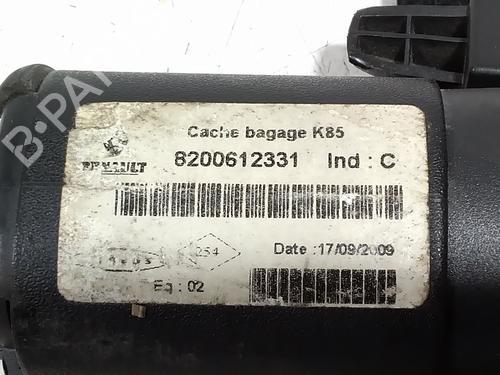 Cache bagage K85
RENAULT 8200612331 Ind : C
254 Date :17/09/2009
Eq : 02
B-PARTS